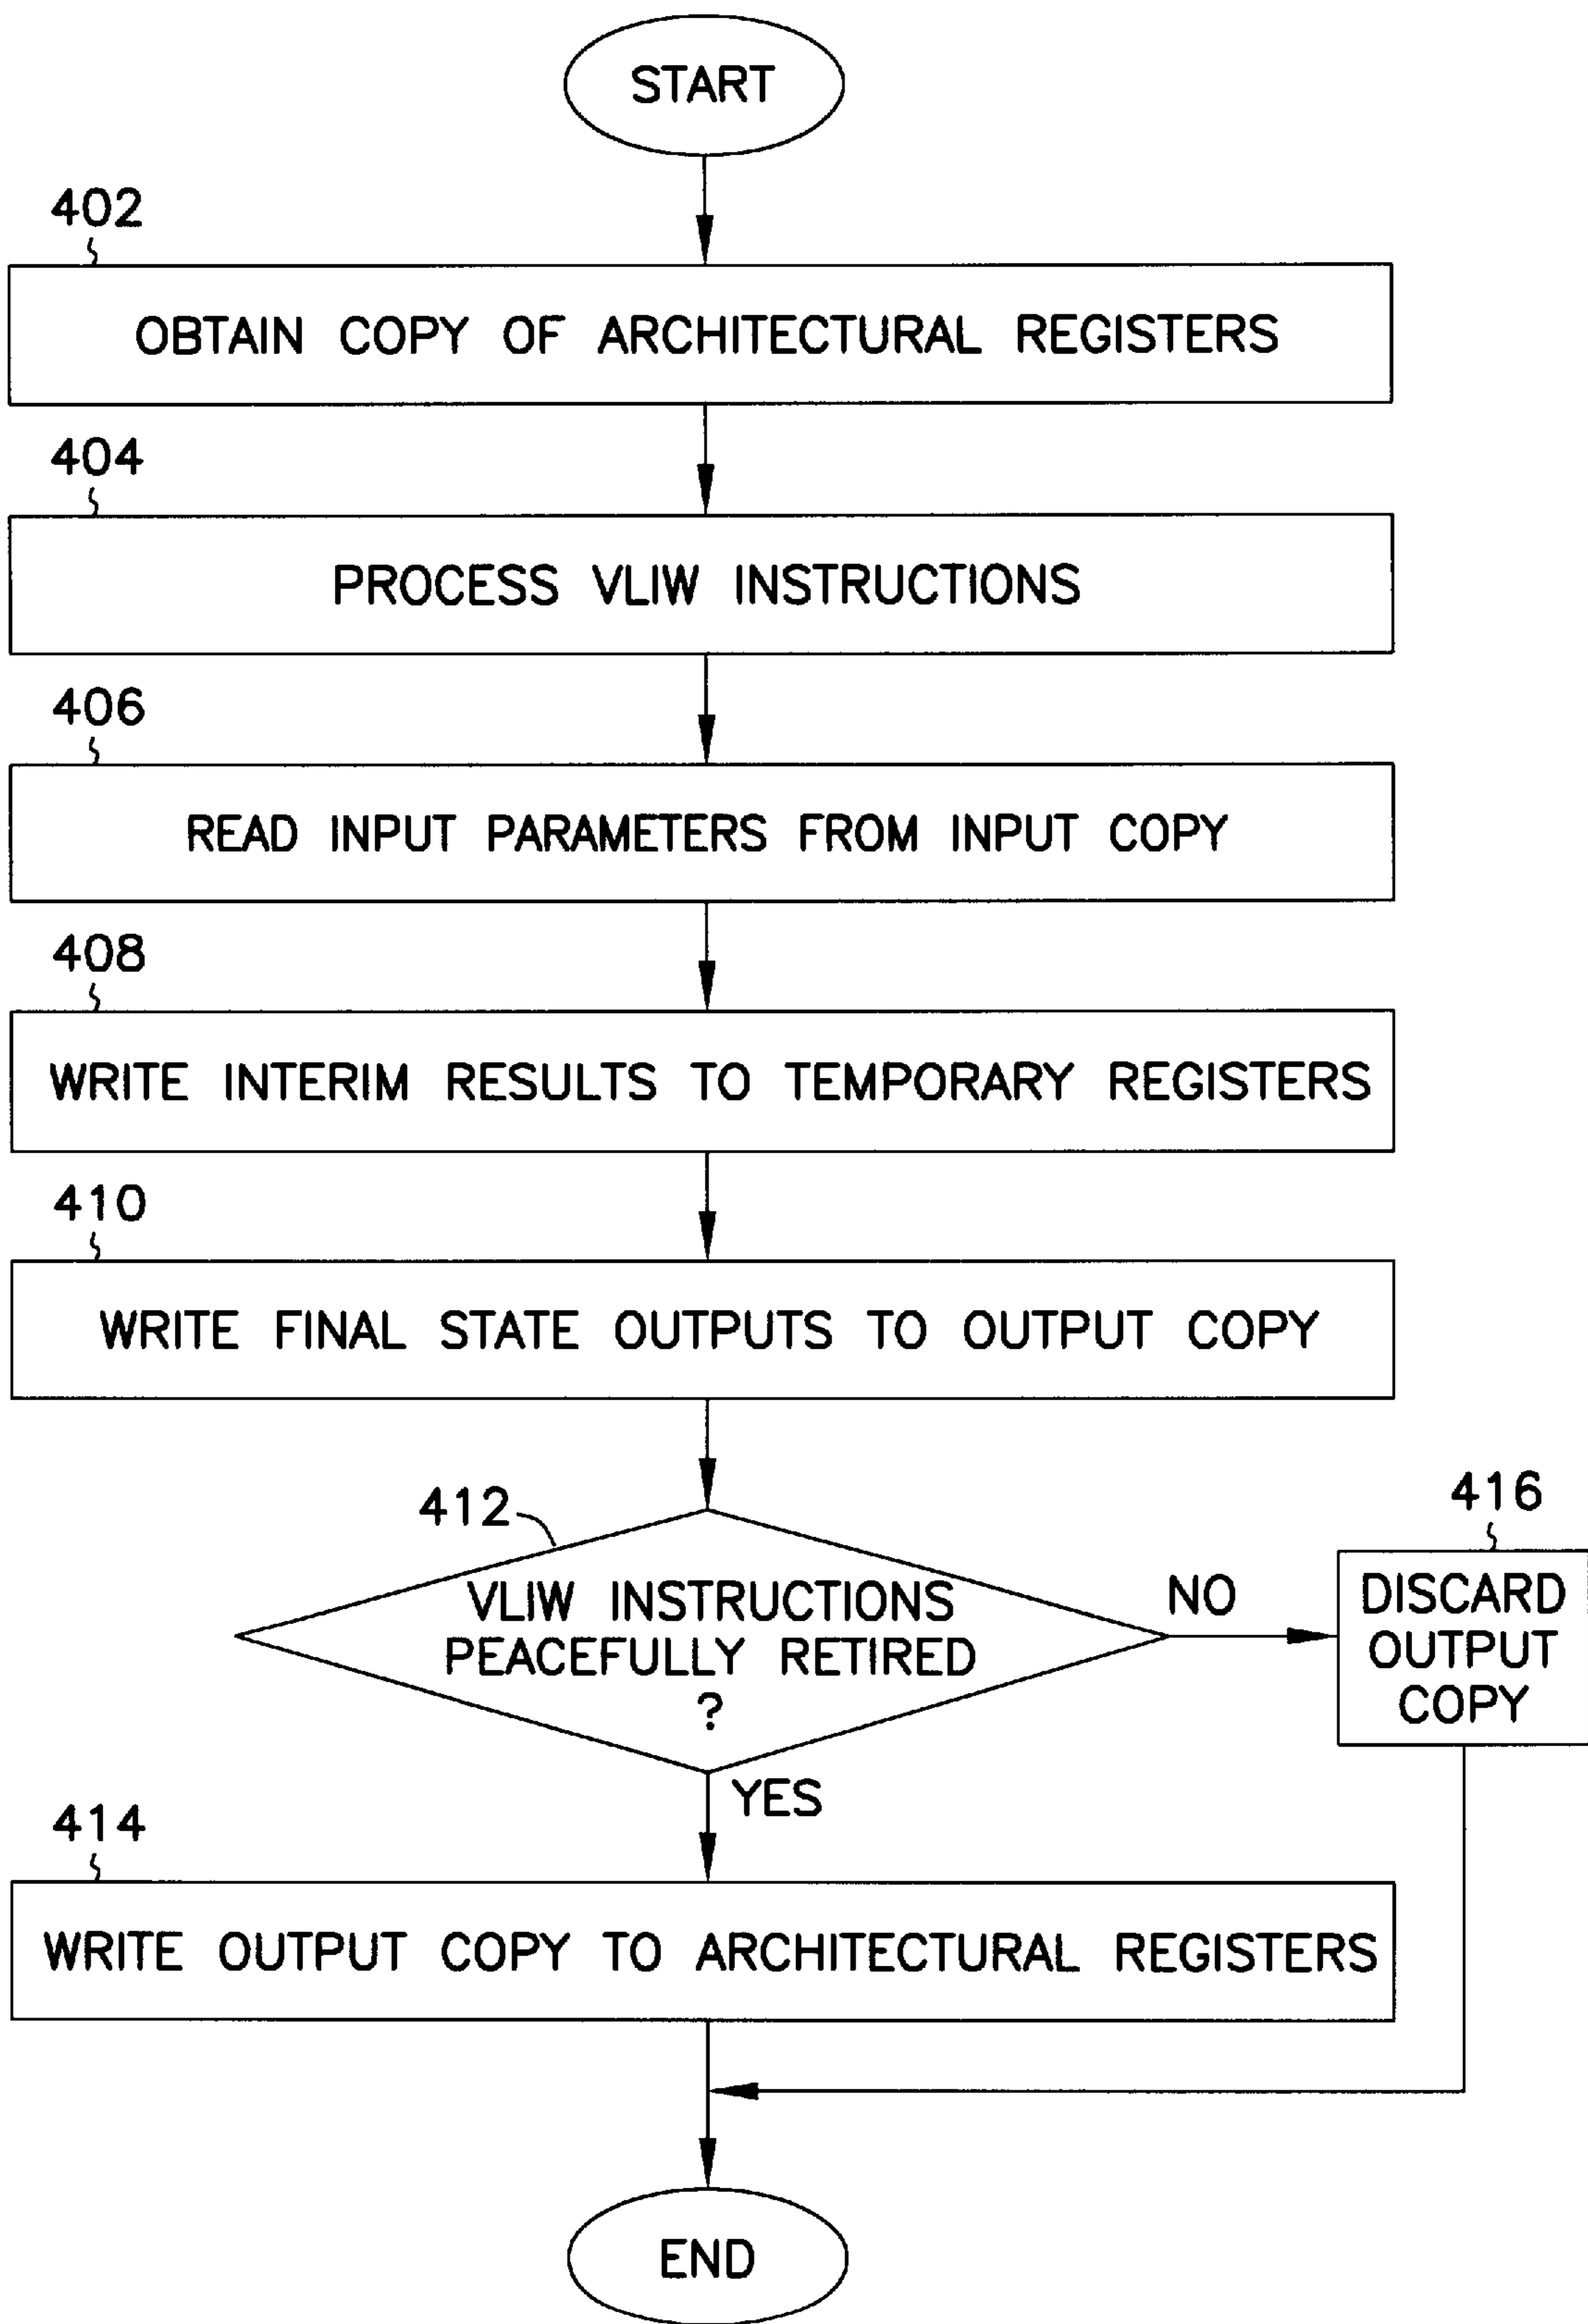 START
402
OBTAIN COPY OF ARCHITECTURAL REGISTERS
404
PROCESS VLIW INSTRUCTIONS
406
READ INPUT PARAMETERS FROM INPUT COPY
408
WRITE INTERIM RESULTS TO TEMPORARY REGISTERS
410
WRITE FINAL STATE OUTPUTS TO OUTPUT COPY
412
VLIW INSTRUCTIONS
PEACEFULLY RETIRED
?
NO
416
DISCARD
OUTPUT
COPY
YES
414
WRITE OUTPUT COPY TO ARCHITECTURAL REGISTERS
END